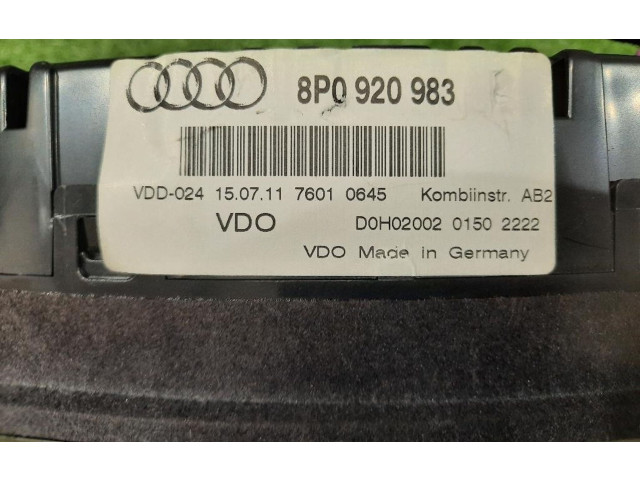 8P0 920 983
VDD-024 15.07.11 7601 0645 Kombiinstr. AB2
VDO D0H02002 0150 2222
VDO Made in Germany